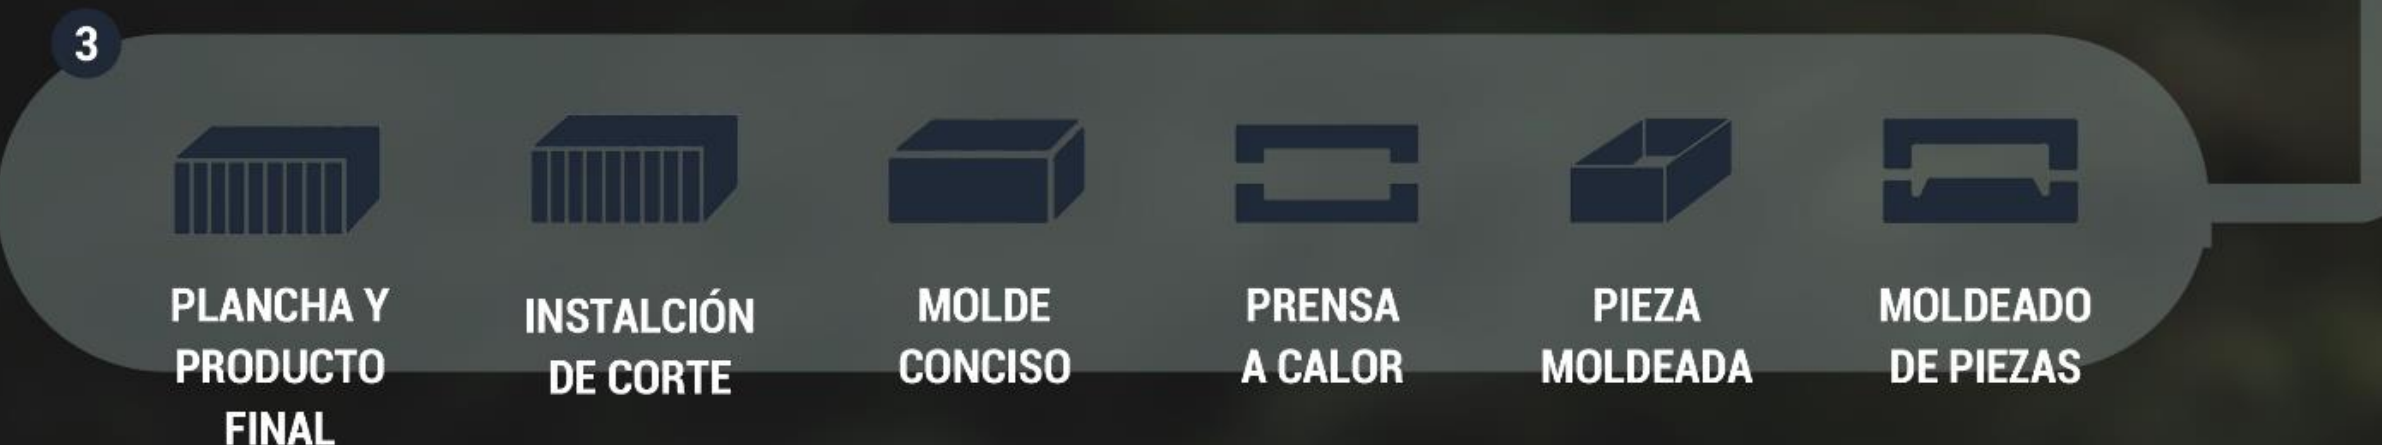 3
PLANCHA Y
PRODUCTO
FINAL
INSTALCIÓN
DE CORTE
MOLDE
CONCISO
PRENSA
A CALOR
PIEZA
MOLDEADA
MOLDEADO
DE PIEZAS